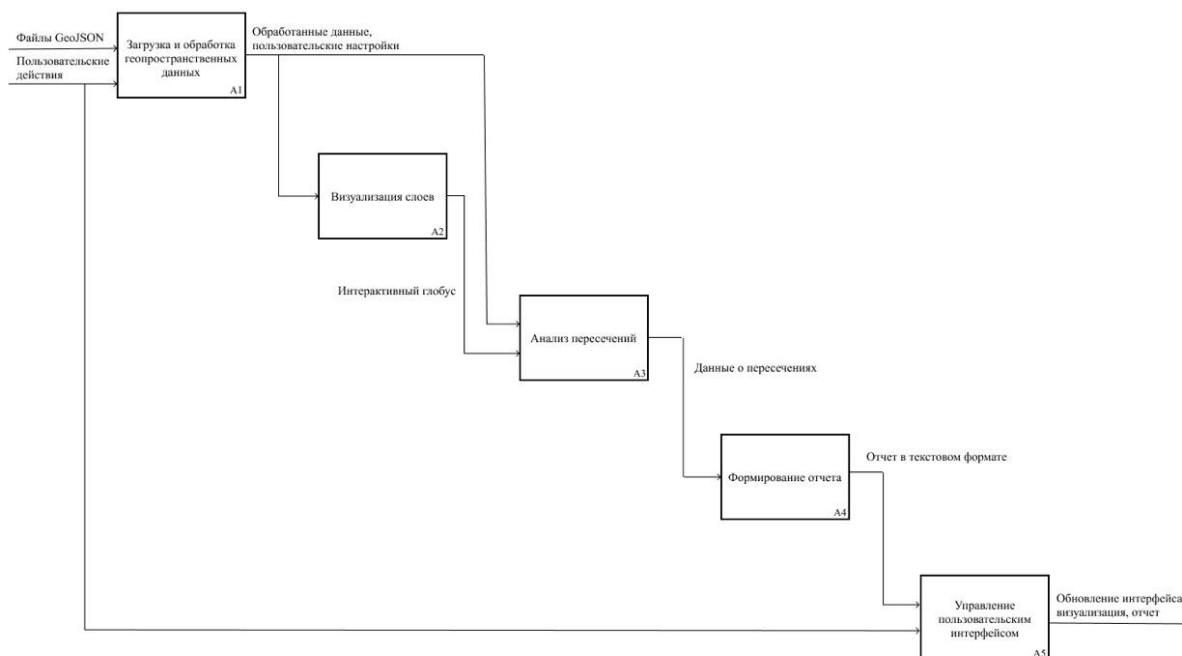 Файлы GeoJSON
Пользовательские
действия
Загрузка и обработка
геопространственных
данных
A1
Обработанные данные,
пользовательские настройки
Визуализация слоев
A2
Интерактивный глобус
Анализ пересечений
A3
Данные о пересечениях
Формирование отчета
A4
Отчет в текстовом формате
Управление
пользовательским
интерфейсом
A5
Обновление интерфейса
визуализация, отчет